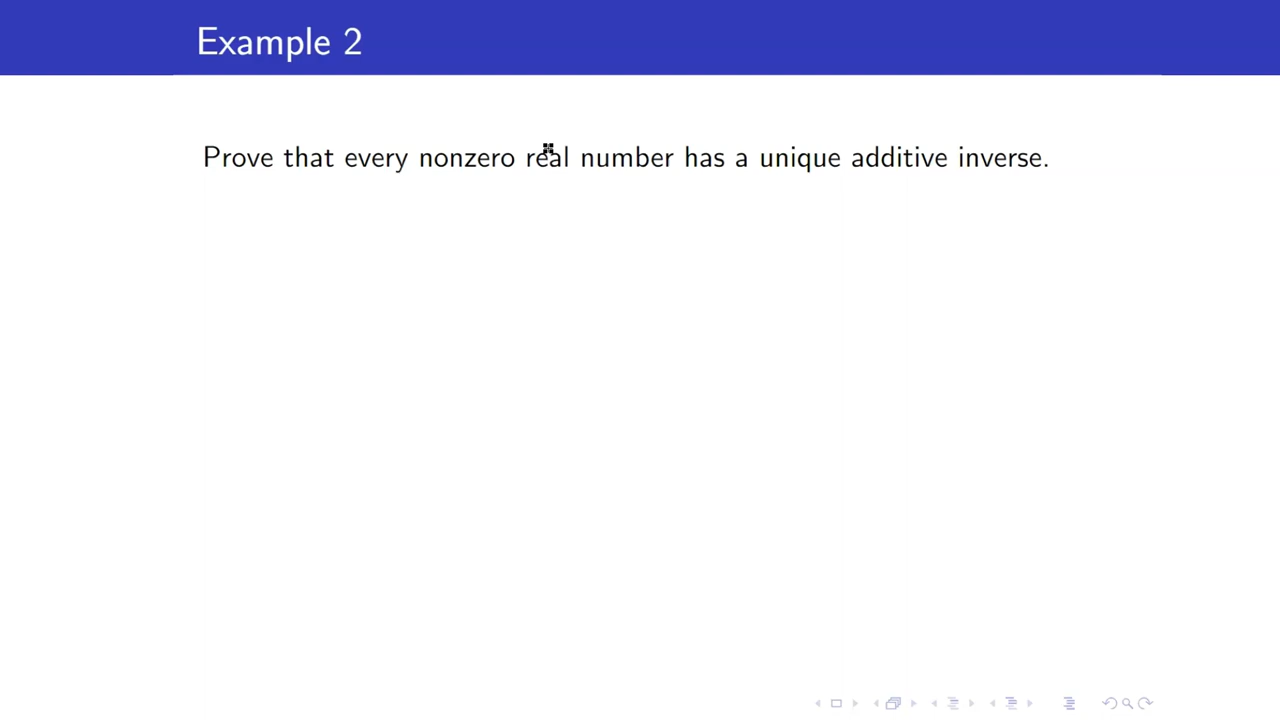 Example 2
Prove that every nonzero real number has a unique additive inverse.